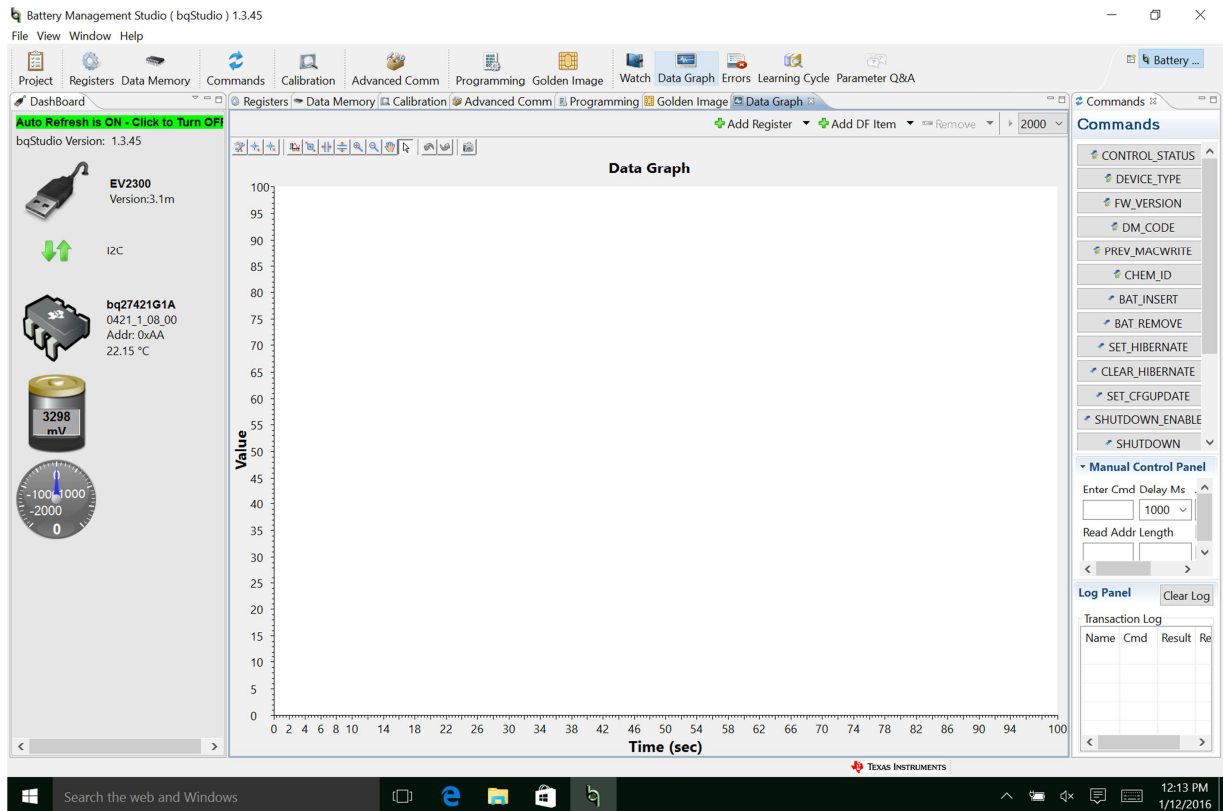 Battery Management Studio ( bqStudio ) 1.3.45
File View Window Help
Project Registers Data Memory Commands Calibration Advanced Comm Programming Golden Image Watch Data Graph Errors Learning Cycle Parameter Q&A
Battery ...
DashBoard
Auto Refresh is ON - Click to Turn OFF
bqStudio Version: 1.3.45
EV2300
Version:3.1m
I2C
bq27421G1A
0421_1_08_00
Addr: 0xAA
22.15 °C
3298
mV
0
-100 1000
-2000
0
Registers Data Memory Calibration Advanced Comm Programming Golden Image Data Graph
Add Register Add DF Item Remove 2000
Data Graph
100
95
90
85
80
75
70
65
60
55
50
45
40
35
30
25
20
15
10
5
0
Value
0 2 4 6 8 10 14 18 22 26 30 34 38 42 46 50 54 58 62 66 70 74 78 82 86 90 94 100
Time (sec)
Commands
Commands
CONTROL_STATUS
DEVICE_TYPE
FW_VERSION
DM_CODE
PREV_MACWRITE
CHEM_ID
BAT_INSERT
BAT REMOVE
SET_HIBERNATE
CLEAR_HIBERNATE
SET_CFGUPDATE
SHUTDOWN_ENABLE
SHUTDOWN
Manual Control Panel
Enter Cmd Delay Ms
1000
Read Addr Length
Log Panel Clear Log
Transaction Log
Name Cmd Result Re
TEXAS INSTRUMENTS
Search the web and Windows
12:13 PM
1/12/2016